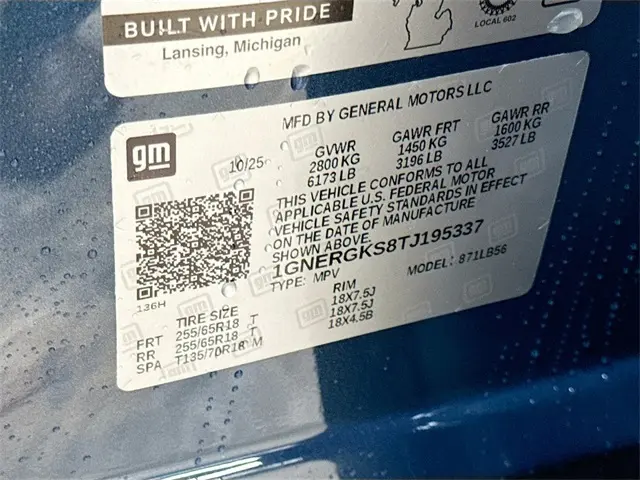 BUILT WITH PRIDE
Lansing, Michigan
LOCAL 602
gm
MFD BY GENERAL MOTORS LLC
10/25
GVWR GAWR FRT GAWR RR
2800 KG 1450 KG 1600 KG
6173 LB 3196 LB 3527 LB
THIS VEHICLE CONFORMS TO ALL
APPLICABLE U.S. FEDERAL MOTOR
VEHICLE SAFETY STANDARDS IN EFFECT
ON THE DATE OF MANUFACTURE
SHOWN ABOVE.
1GNERGKS8TJ195337
TYPE: MPV MODEL: 871LB56
136H
TIRE SIZE RIM
FRT 255/65R18 T 18X7.5J
RR 255/65R18 T 18X7.5J
SPA T135/70R18 M 18X4.5B